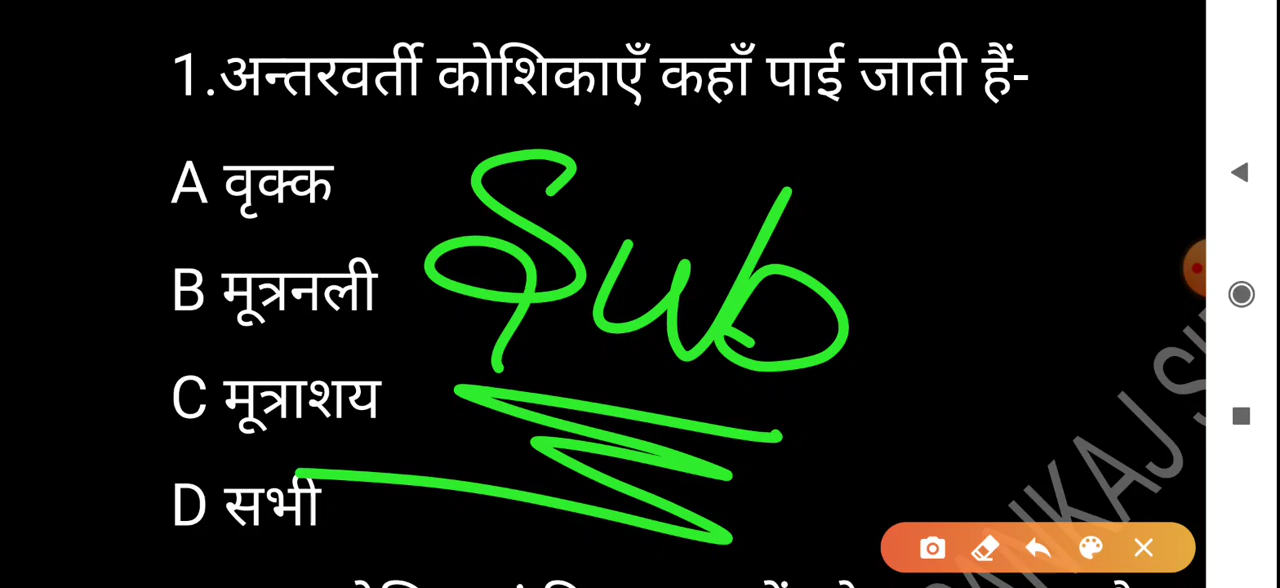 1.अन्तरवर्ती कोशिकाएँ कहाँ पाई जाती हैं-
A वृक्क
Sub
B मूत्रनली
C मूत्राशय
D सभी